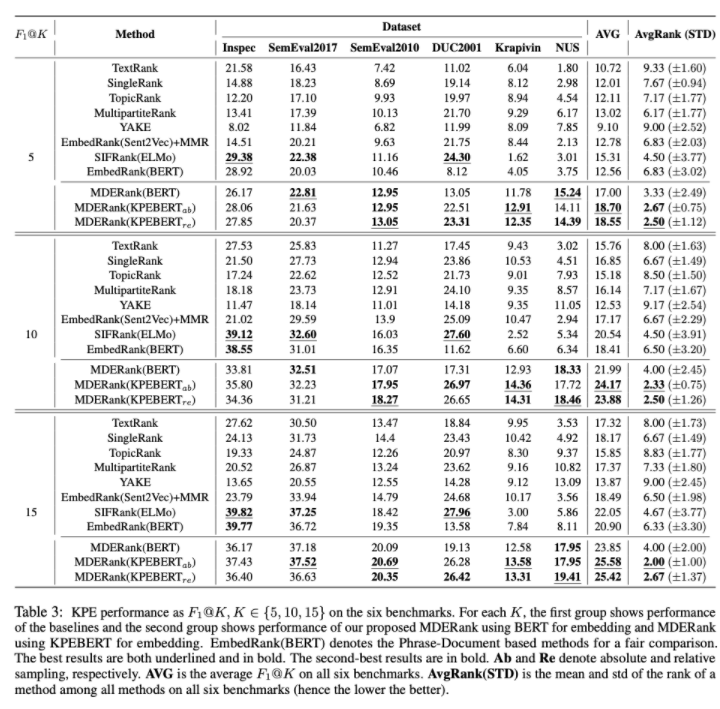 F1@K Method Dataset AVG AvgRank (STD)
Inspec SemEval2017 SemEval2010 DUC2001 Krapivin NUS
TextRank 21.58 16.43 7.42 11.02 6.04 1.80 10.72 9.33 (±1.60)
SingleRank 14.88 18.23 8.69 19.14 8.12 2.98 12.01 7.67 (±0.94)
TopicRank 12.20 17.10 9.93 19.97 8.94 4.54 12.11 7.17 (±1.77)
MultipartiteRank 13.41 17.39 10.13 21.70 9.29 6.17 13.02 6.17 (±1.77)
YAKE 8.02 11.84 6.82 11.99 8.09 7.85 9.10 9.00 (±2.52)
EmbedRank(Sent2Vec)+MMR 14.51 20.21 9.63 21.75 8.44 2.13 12.78 6.83 (±2.03)
5 SIFRank(ELMo) 29.38 22.38 11.16 24.30 1.62 3.01 15.31 4.50 (±3.77)
EmbedRank(BERT) 28.92 20.03 10.46 8.12 4.05 3.75 12.56 6.83 (±3.02)
MDERank(BERT) 26.17 22.81 12.95 13.05 11.78 15.24 17.00 3.33 (±2.49)
MDERank(KPEBERTab) 28.06 21.63 12.95 22.51 12.91 14.11 18.70 2.67 (±0.75)
MDERank(KPEBERTre) 27.85 20.37 13.05 23.31 12.35 14.39 18.55 2.50 (±1.12)
TextRank 27.53 25.83 11.27 17.45 9.43 3.02 15.76 8.00 (±1.63)
SingleRank 21.50 27.73 12.94 23.86 10.53 4.51 16.85 6.67 (±1.49)
TopicRank 17.24 22.62 12.52 21.73 9.01 7.93 15.18 8.50 (±1.50)
MultipartiteRank 18.18 23.73 12.91 24.10 9.35 8.57 16.14 7.17 (±1.67)
YAKE 11.47 18.14 11.01 14.18 9.35 11.05 12.53 9.17 (±2.54)
EmbedRank(Sent2Vec)+MMR 21.02 29.59 13.9 25.09 10.47 2.94 17.17 6.67 (±2.29)
10 SIFRank(ELMo) 39.12 32.60 16.03 27.60 2.52 5.34 20.54 4.50 (±3.91)
EmbedRank(BERT) 38.55 31.01 16.35 11.62 6.60 6.34 18.41 6.50 (±3.20)
MDERank(BERT) 33.81 32.51 17.07 17.31 12.93 18.33 21.99 4.00 (±2.45)
MDERank(KPEBERTab) 35.80 32.23 17.95 26.97 14.36 17.72 24.17 2.33 (±0.75)
MDERank(KPEBERTre) 34.36 31.21 18.27 26.65 14.31 18.46 23.88 2.50 (±1.26)
TextRank 27.62 30.50 13.47 18.84 9.95 3.53 17.32 8.00 (±1.73)
SingleRank 24.13 31.73 14.4 23.43 10.42 4.92 18.17 6.67 (±1.49)
TopicRank 19.33 24.87 12.26 20.97 8.30 9.37 15.85 8.83 (±1.77)
MultipartiteRank 20.52 26.87 13.24 23.62 9.16 10.82 17.37 7.33 (±1.80)
YAKE 13.65 20.55 12.55 14.28 9.12 13.09 13.87 9.00 (±2.45)
EmbedRank(Sent2Vec)+MMR 23.79 33.94 14.79 24.68 10.17 3.56 18.49 6.50 (±1.98)
15 SIFRank(ELMo) 39.82 37.25 18.42 27.96 3.00 5.86 22.05 4.67 (±3.77)
EmbedRank(BERT) 39.77 36.72 19.35 13.58 7.84 8.11 20.90 6.33 (±3.30)
MDERank(BERT) 36.17 37.18 20.09 19.13 12.58 17.95 23.85 4.00 (±2.00)
MDERank(KPEBERTab) 37.43 37.52 20.69 26.28 13.58 17.95 25.58 2.00 (±1.00)
MDERank(KPEBERTre) 36.40 36.63 20.35 26.42 13.31 19.41 25.42 2.67 (±1.37)
Table 3: KPE performance as F1@K, K ∈ {5, 10, 15} on the six benchmarks. For each K, the first group shows performance
of the baselines and the second group shows performance of our proposed MDERank using BERT for embedding and MDERank
using KPEBERT for embedding. EmbedRank(BERT) denotes the Phrase-Document based methods for a fair comparison.
The best results are both underlined and in bold. The second-best results are in bold. Ab and Re denote absolute and relative
sampling, respectively. AVG is the average F1@K on all six benchmarks. AvgRank(STD) is the mean and std of the rank of a
method among all methods on all six benchmarks (hence the lower the better).